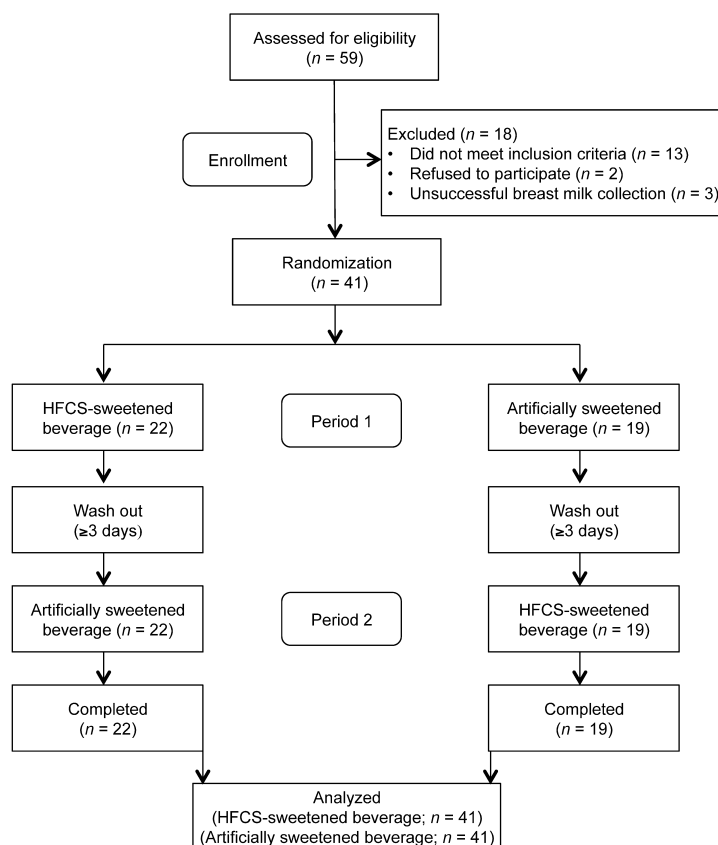 Assessed for eligibility
(n = 59)
Enrollment
Excluded (n = 18)
• Did not meet inclusion criteria (n = 13)
• Refused to participate (n = 2)
• Unsuccessful breast milk collection (n = 3)
Randomization
(n = 41)
HFCS-sweetened
beverage (n = 22)
Period 1
Artificially sweetened
beverage (n = 19)
Wash out
(≥3 days)
Wash out
(≥3 days)
Artificially sweetened
beverage (n = 22)
Period 2
HFCS-sweetened
beverage (n = 19)
Completed
(n = 22)
Completed
(n = 19)
Analyzed
(HFCS-sweetened beverage; n = 41)
(Artificially sweetened beverage; n = 41)